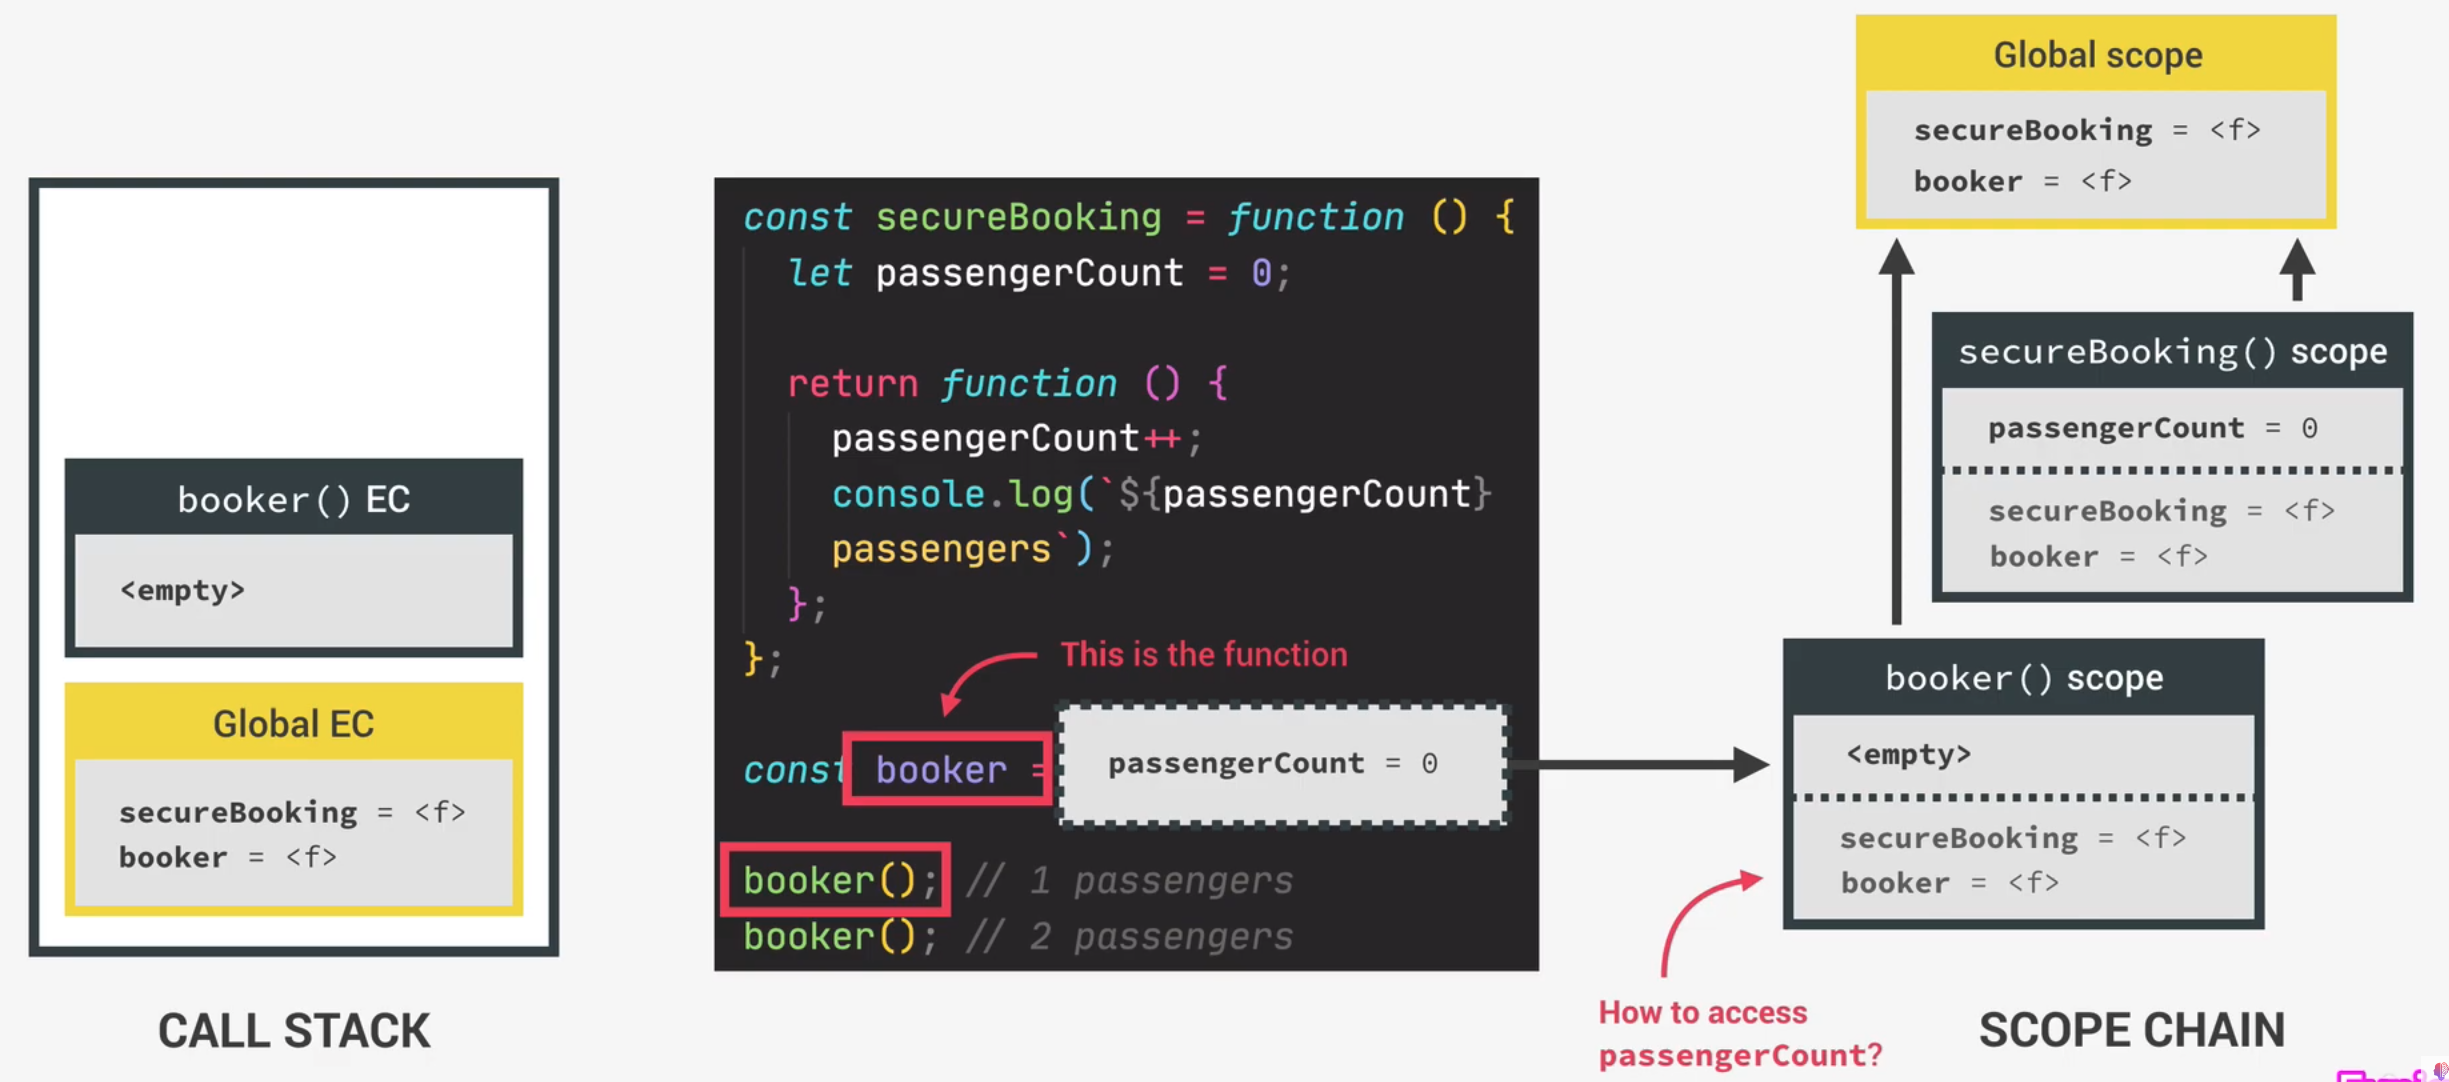 booker() EC
<empty>
Global EC
secureBooking = <f>
booker = <f>
CALL STACK
const secureBooking = function () {
let passengerCount = 0;
return function () {
passengerCount++;
console.log(`${passengerCount}
passengers`);
};
};
This is the function
const booker =
passengerCount = 0
booker(); // 1 passengers
booker(); // 2 passengers
Global scope
secureBooking = <f>
booker = <f>
secureBooking() scope
passengerCount = 0
secureBooking = <f>
booker = <f>
booker() scope
<empty>
secureBooking = <f>
booker = <f>
How to access
passengerCount?
SCOPE CHAIN